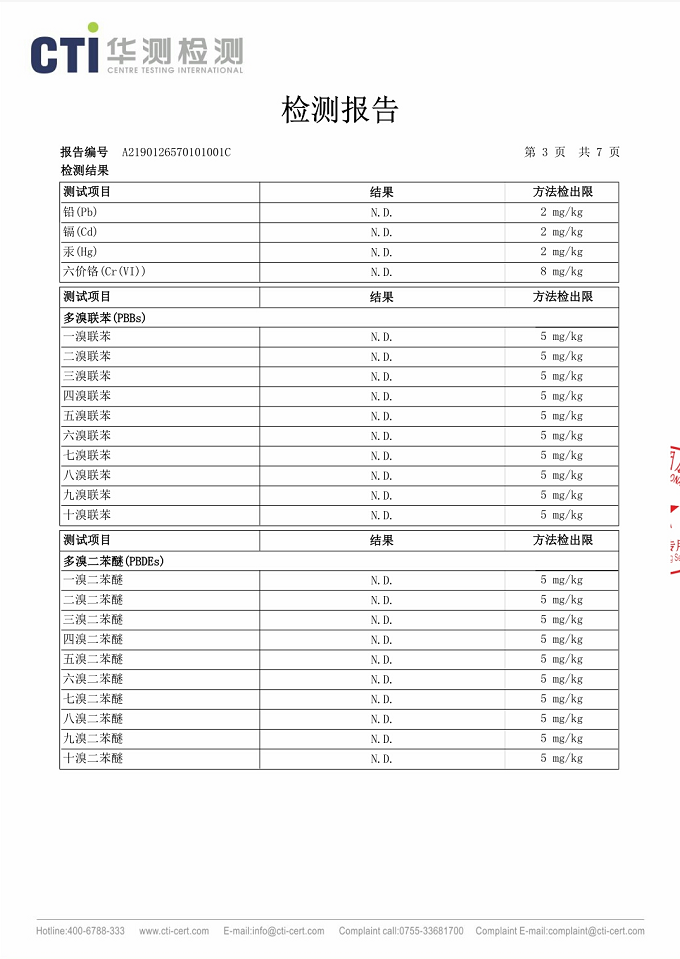 CTI 华测检测
CENTRE TESTING INTERNATIONAL
检测报告
报告编号 A2190126570101001C 第 3 页 共 7 页
检测结果
测试项目 结果 方法检出限
铅(Pb) N.D. 2 mg/kg
镉(Cd) N.D. 2 mg/kg
汞(Hg) N.D. 2 mg/kg
六价铬(Cr(VI)) N.D. 8 mg/kg
测试项目 结果 方法检出限
多溴联苯(PBBs)
一溴联苯 N.D. 5 mg/kg
二溴联苯 N.D. 5 mg/kg
三溴联苯 N.D. 5 mg/kg
四溴联苯 N.D. 5 mg/kg
五溴联苯 N.D. 5 mg/kg
六溴联苯 N.D. 5 mg/kg
七溴联苯 N.D. 5 mg/kg
八溴联苯 N.D. 5 mg/kg
九溴联苯 N.D. 5 mg/kg
十溴联苯 N.D. 5 mg/kg
测试项目 结果 方法检出限
多溴二苯醚(PBDEs)
一溴二苯醚 N.D. 5 mg/kg
二溴二苯醚 N.D. 5 mg/kg
三溴二苯醚 N.D. 5 mg/kg
四溴二苯醚 N.D. 5 mg/kg
五溴二苯醚 N.D. 5 mg/kg
六溴二苯醚 N.D. 5 mg/kg
七溴二苯醚 N.D. 5 mg/kg
八溴二苯醚 N.D. 5 mg/kg
九溴二苯醚 N.D. 5 mg/kg
十溴二苯醚 N.D. 5 mg/kg
Hotline:400-6788-333 www.cti-cert.com E-mail:info@cti-cert.com Complaint call:0755-33681700 Complaint E-mail:complaint@cti-cert.com